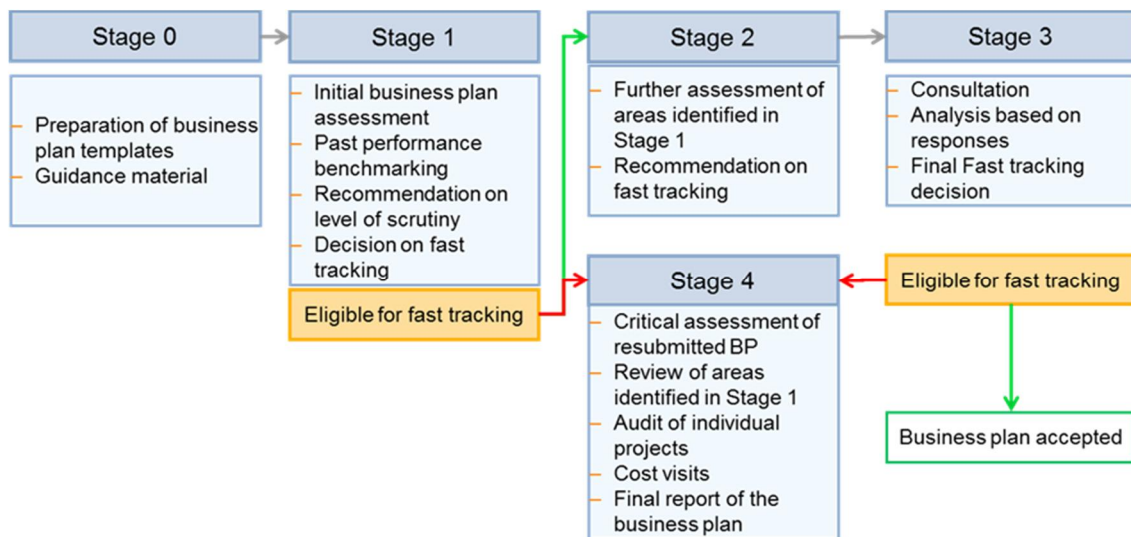 Stage 0
Preparation of business
plan templates
Guidance material
Stage 1
Initial business plan
assessment
Past performance
benchmarking
Recommendation on
level of scrutiny
Decision on fast
tracking
Eligible for fast tracking
Stage 2
Further assessment of
areas identified in
Stage 1
Recommendation on
fast tracking
Stage 3
Consultation
Analysis based on
responses
Final Fast tracking
decision
Stage 4
Critical assessment of
resubmitted BP
Review of areas
identified in Stage 1
Audit of individual
projects
Cost visits
Final report of the
business plan
Eligible for fast tracking
Business plan accepted